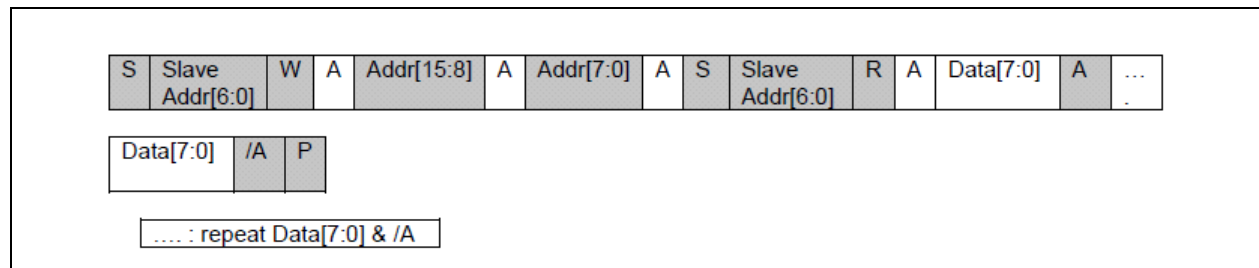 S Slave Addr[6:0] W A Addr[15:8] A Addr[7:0] A S Slave Addr[6:0] R A Data[7:0] A ... .
Data[7:0] /A P
.... : repeat Data[7:0] & /A